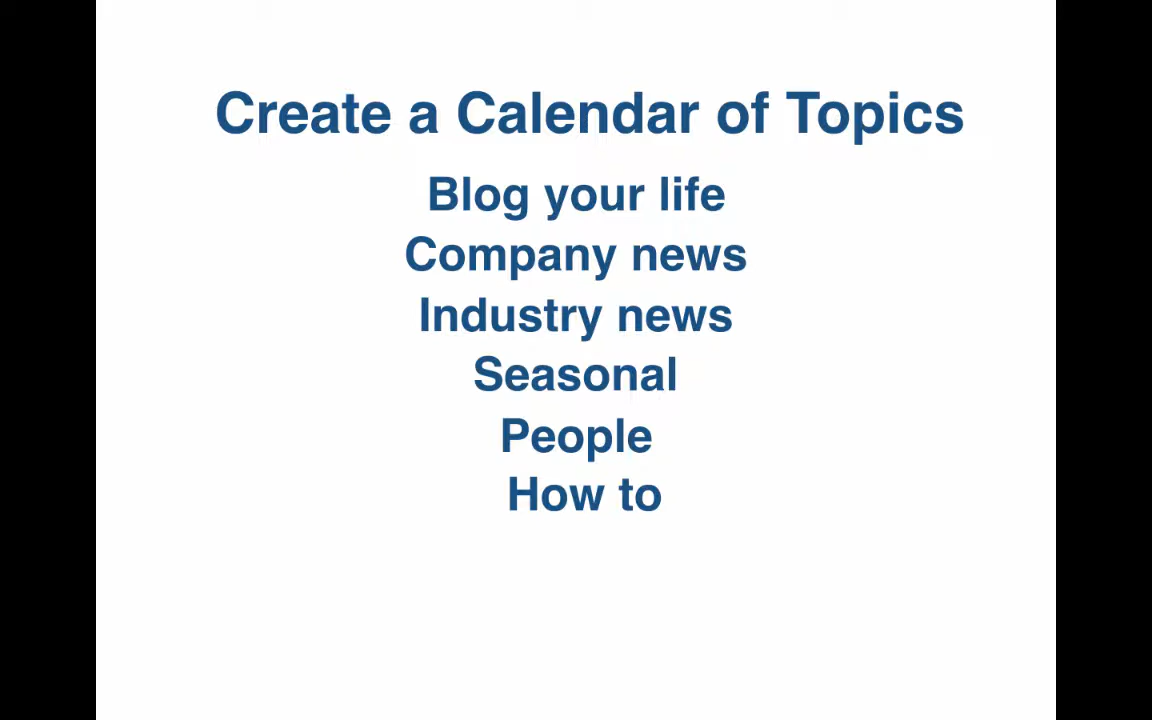 Create a Calendar of Topics
Blog your life
Company news
Industry news
Seasonal
People
How to